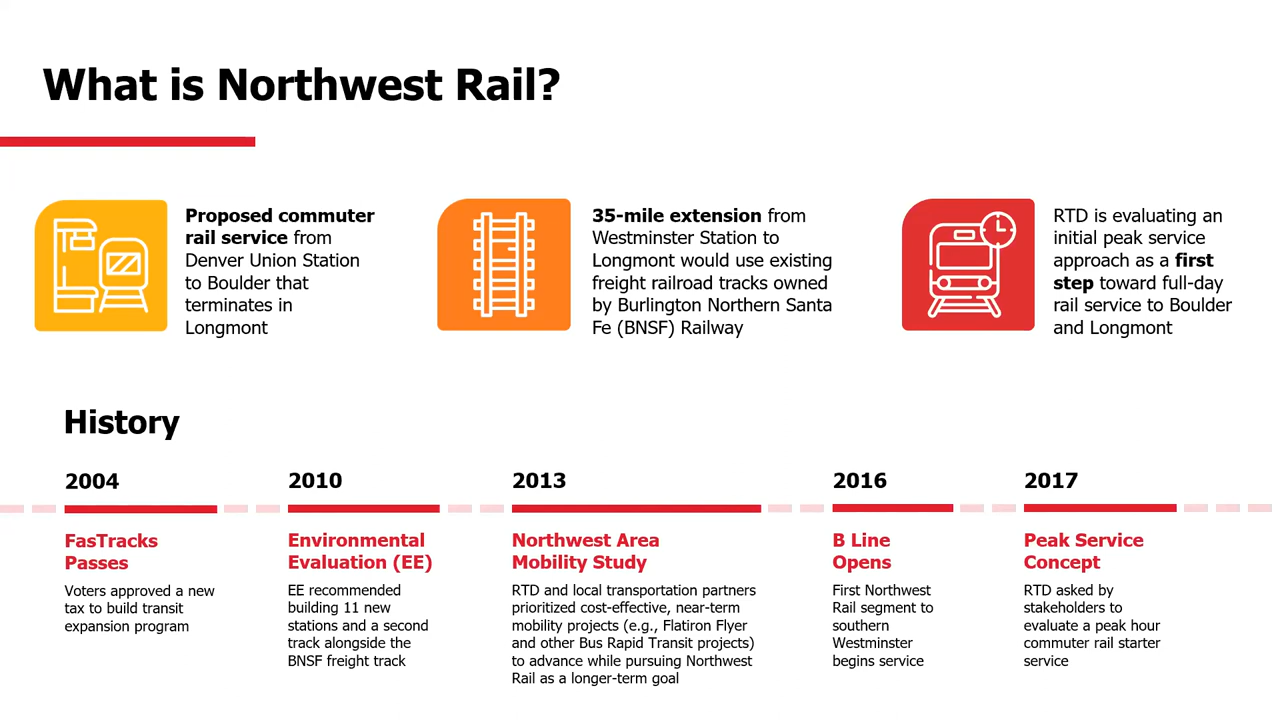 What is Northwest Rail?
Proposed commuter
rail service from
Denver Union Station
to Boulder that
terminates in
Longmont
35-mile extension from
Westminster Station to
Longmont would use existing
freight railroad tracks owned
by Burlington Northern Santa
Fe (BNSF) Railway
RTD is evaluating an
initial peak service
approach as a first
step toward full-day
rail service to Boulder
and Longmont
History
2004
FasTracks
Passes
Voters approved a new
tax to build transit
expansion program
2010
Environmental
Evaluation (EE)
EE recommended
building 11 new
stations and a second
track alongside the
BNSF freight track
2013
Northwest Area
Mobility Study
RTD and local transportation partners
prioritized cost-effective, near-term
mobility projects (e.g., Flatiron Flyer
and other Bus Rapid Transit projects)
to advance while pursuing Northwest
Rail as a longer-term goal
2016
B Line
Opens
First Northwest
Rail segment to
southern
Westminster
begins service
2017
Peak Service
Concept
RTD asked by
stakeholders to
evaluate a peak hour
commuter rail starter
service